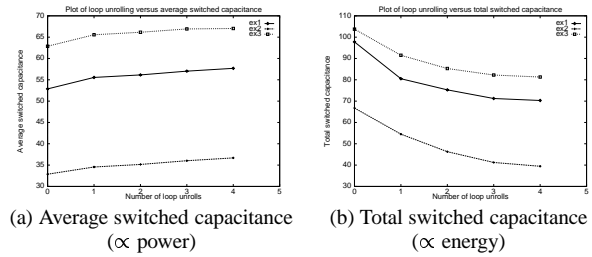 Plot of loop unrolling versus average switched capacitance
70
65
60
55
50
45
40
35
30
Average switched capacitance
ex1
ex2
ex3
0 1 2 3 4 5
Number of loop unrolls
(a) Average switched capacitance
(∝ power)
Plot of loop unrolling versus total switched capacitance
110
100
90
80
70
60
50
40
30
Total switched capacitance
ex1
ex2
ex3
0 1 2 3 4 5
Number of loop unrolls
(b) Total switched capacitance
(∝ energy)